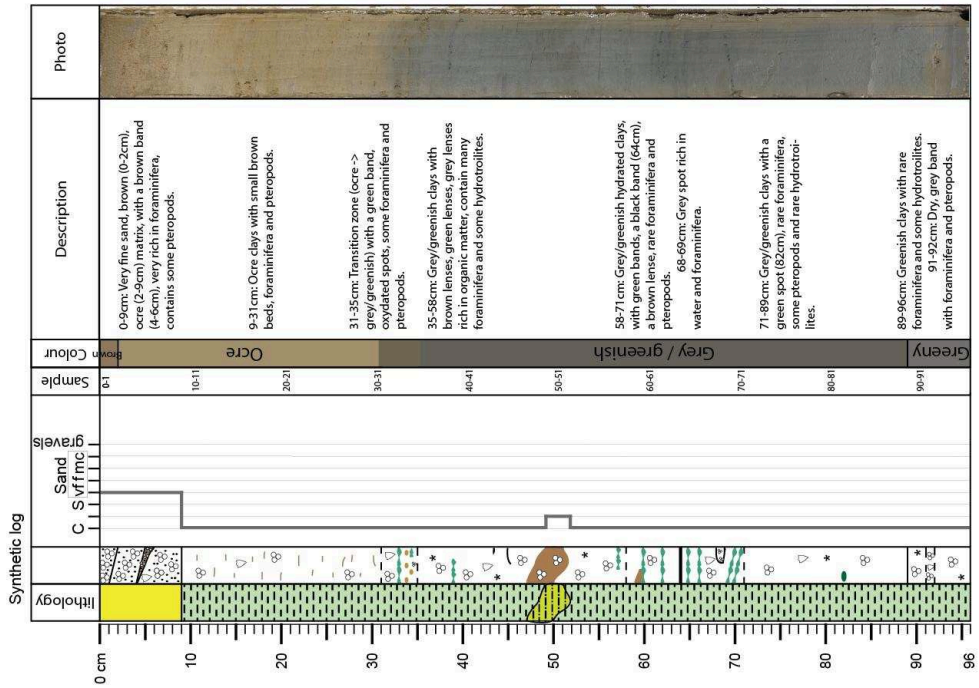 Synthetic log
lithology
C
S
vf
f
m
c
Sand
gravels
Sample
Colour
Description
Photo
0 cm
10
20
30
40
50
60
70
80
90
96
0-1
10-11
20-21
30-31
40-41
50-51
60-61
70-71
80-81
90-91
Brown
Ocre
Grey / greenish
Greeny
Grey
0-9cm: Very fine sand, brown (0-2cm),
ocre (2-9cm) matrix, with a brown band
(4-6cm), very rich in foraminifera,
contains some pteropods.
9-31cm: Ocre clays with small brown
beds, foraminifera and pteropods.
31-35cm: Transition zone (ocre ->
grey/greenish) with a green band,
oxydated spots, some foraminifera and
pteropods.
35-58cm: Grey/greenish clays with
brown lenses, green lenses, grey lenses
rich in organic matter, contain many
foraminifera and some hydrotroilites.
58-71cm: Grey/greenish hydrated clays,
with green bands, a black band (64cm),
a brown lense, rare foraminifera and
pteropods.
68-69cm: Grey spot rich in
water and foraminifera.
71-89cm: Grey/greenish clays with a
green spot (82cm), rare foraminifera,
some pteropods and rare hydrotroi-
lites.
89-96cm: Greenish clays with rare
foraminifera and some hydrotroilites.
91-92cm: Dry, grey band
with foraminifera and pteropods.